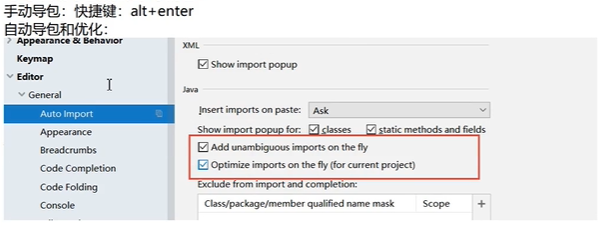 手动导包：快捷键：alt+enter
自动导包和优化：
Appearance & Behavior
Keymap
Editor
General
Auto Import
Appearance
Breadcrumbs
Code Completion
Code Folding
Console
XML
Show import popup
Java
Insert imports on paste: Ask
Show import popup for: classes static methods and fields
Add unambiguous imports on the fly
Optimize imports on the fly (for current project)
Exclude from import and completion:
Class/package/member qualified name mask Scope +